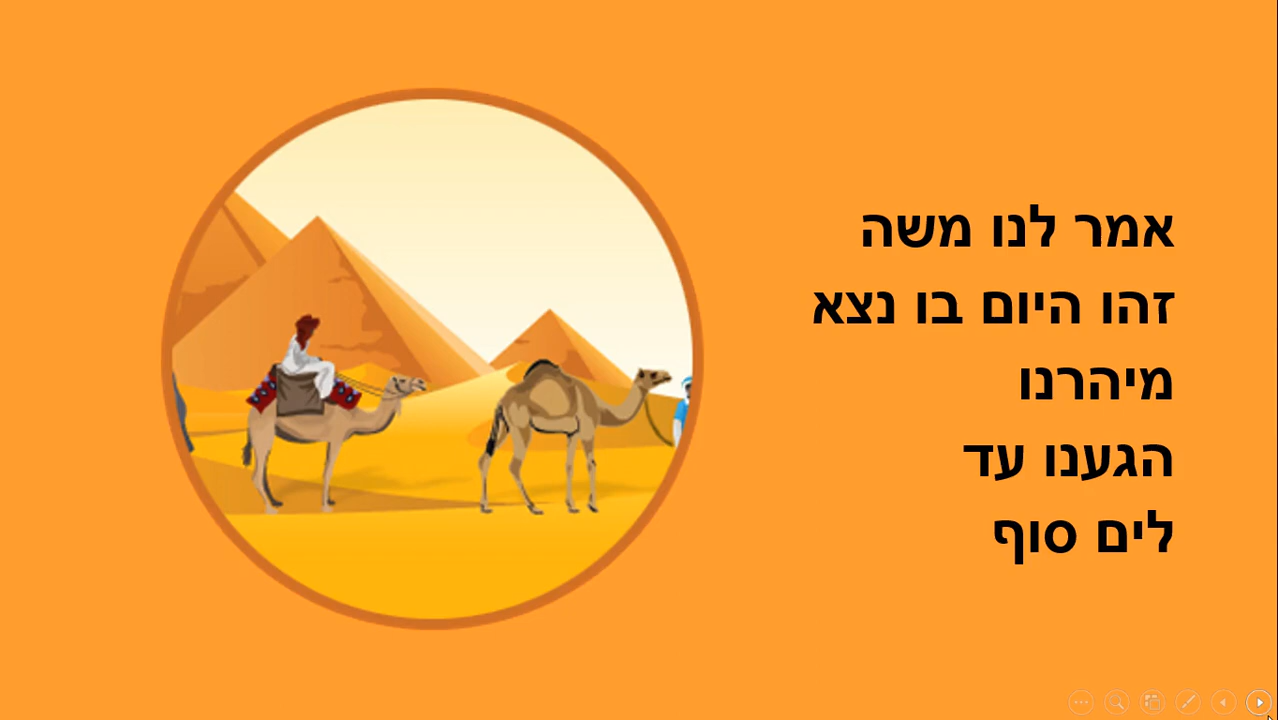 אמר לנו משה
זהו היום בו נצא
מיהרנו
הגענו עד
לים סוף